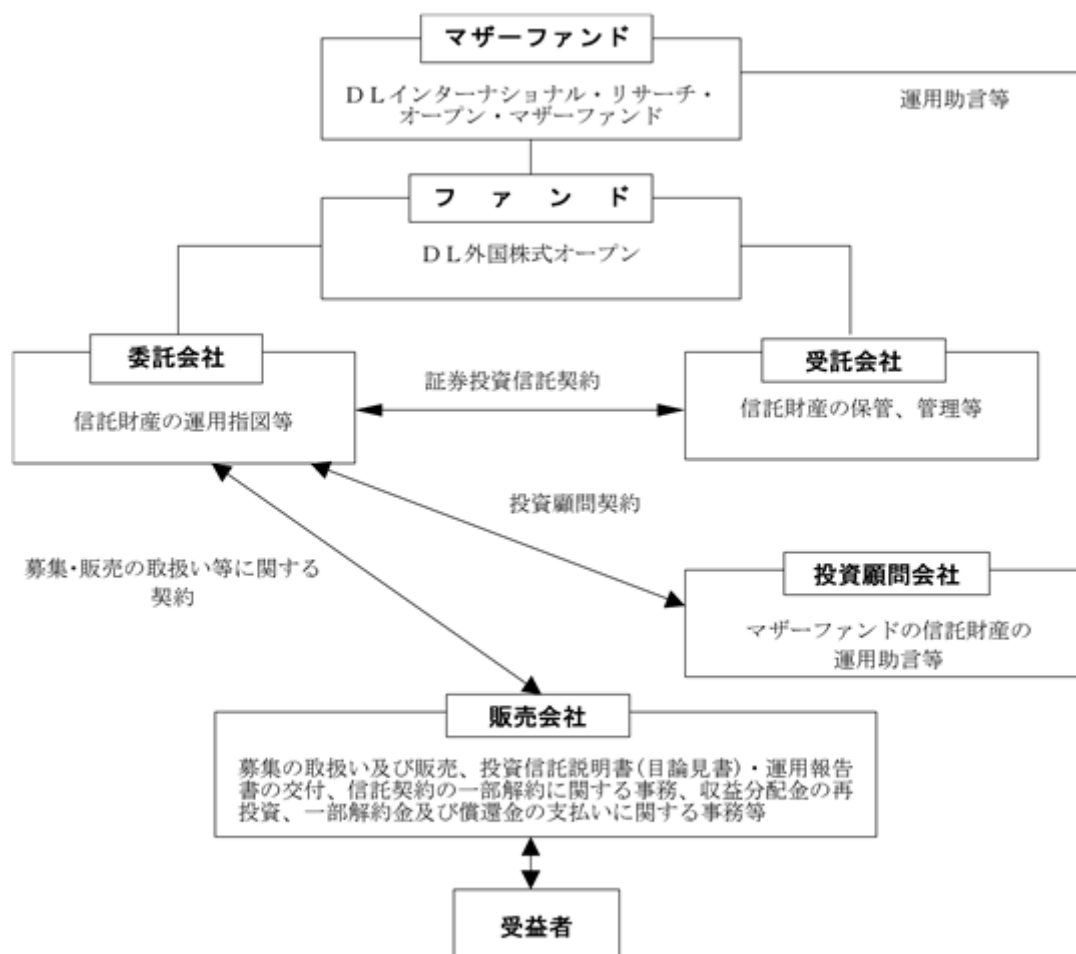 マザーファンド
DLインターナショナル・リサーチ・
オープン・マザーファンド
運用助言等
ファンド
DL外国株式オープン
委託会社
信託財産の運用指図等
証券投資信託契約
受託会社
信託財産の保管、管理等
投資顧問契約
募集・販売の取扱い等に関する
契約
投資顧問会社
マザーファンドの信託財産の
運用助言等
販売会社
募集の取扱い及び販売、投資信託説明書(目論見書)・運用報告
書の交付、信託契約の一部解約に関する事務、収益分配金の再
投資、一部解約金及び償還金の支払いに関する事務等
受益者